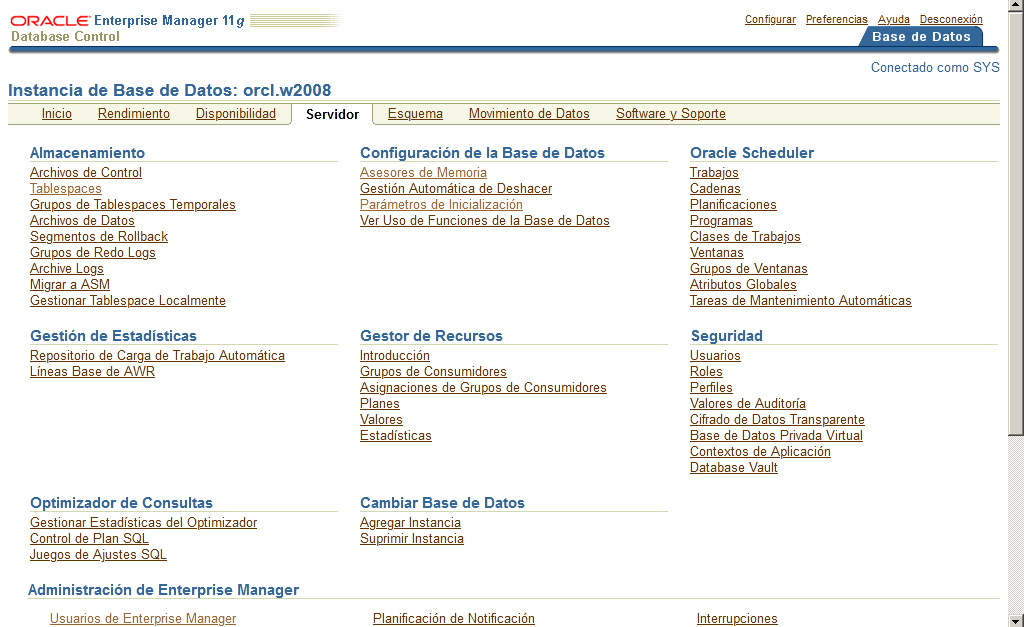 ORACLE Enterprise Manager 11g
Database Control
Configurar Preferencias Ayuda Desconexión
Base de Datos
Conectado como SYS
Instancia de Base de Datos: orcl.w2008
Inicio Rendimiento Disponibilidad Servidor Esquema Movimiento de Datos Software y Soporte
Almacenamiento
Archivos de Control
Tablespaces
Grupos de Tablespaces Temporales
Archivos de Datos
Segmentos de Rollback
Grupos de Redo Logs
Archive Logs
Migrar a ASM
Gestionar Tablespace Localmente
Configuración de la Base de Datos
Asesores de Memoria
Gestión Automática de Deshacer
Parámetros de Inicialización
Ver Uso de Funciones de la Base de Datos
Oracle Scheduler
Trabajos
Cadenas
Planificaciones
Programas
Clases de Trabajos
Ventanas
Grupos de Ventanas
Atributos Globales
Tareas de Mantenimiento Automáticas
Gestión de Estadísticas
Repositorio de Carga de Trabajo Automática
Líneas Base de AWR
Gestor de Recursos
Introducción
Grupos de Consumidores
Asignaciones de Grupos de Consumidores
Planes
Valores
Estadísticas
Seguridad
Usuarios
Roles
Perfiles
Valores de Auditoría
Cifrado de Datos Transparente
Base de Datos Privada Virtual
Contextos de Aplicación
Database Vault
Optimizador de Consultas
Gestionar Estadísticas del Optimizador
Control de Plan SQL
Juegos de Ajustes SQL
Cambiar Base de Datos
Agregar Instancia
Suprimir Instancia
Administración de Enterprise Manager
Usuarios de Enterprise Manager Planificación de Notificación Interrupciones